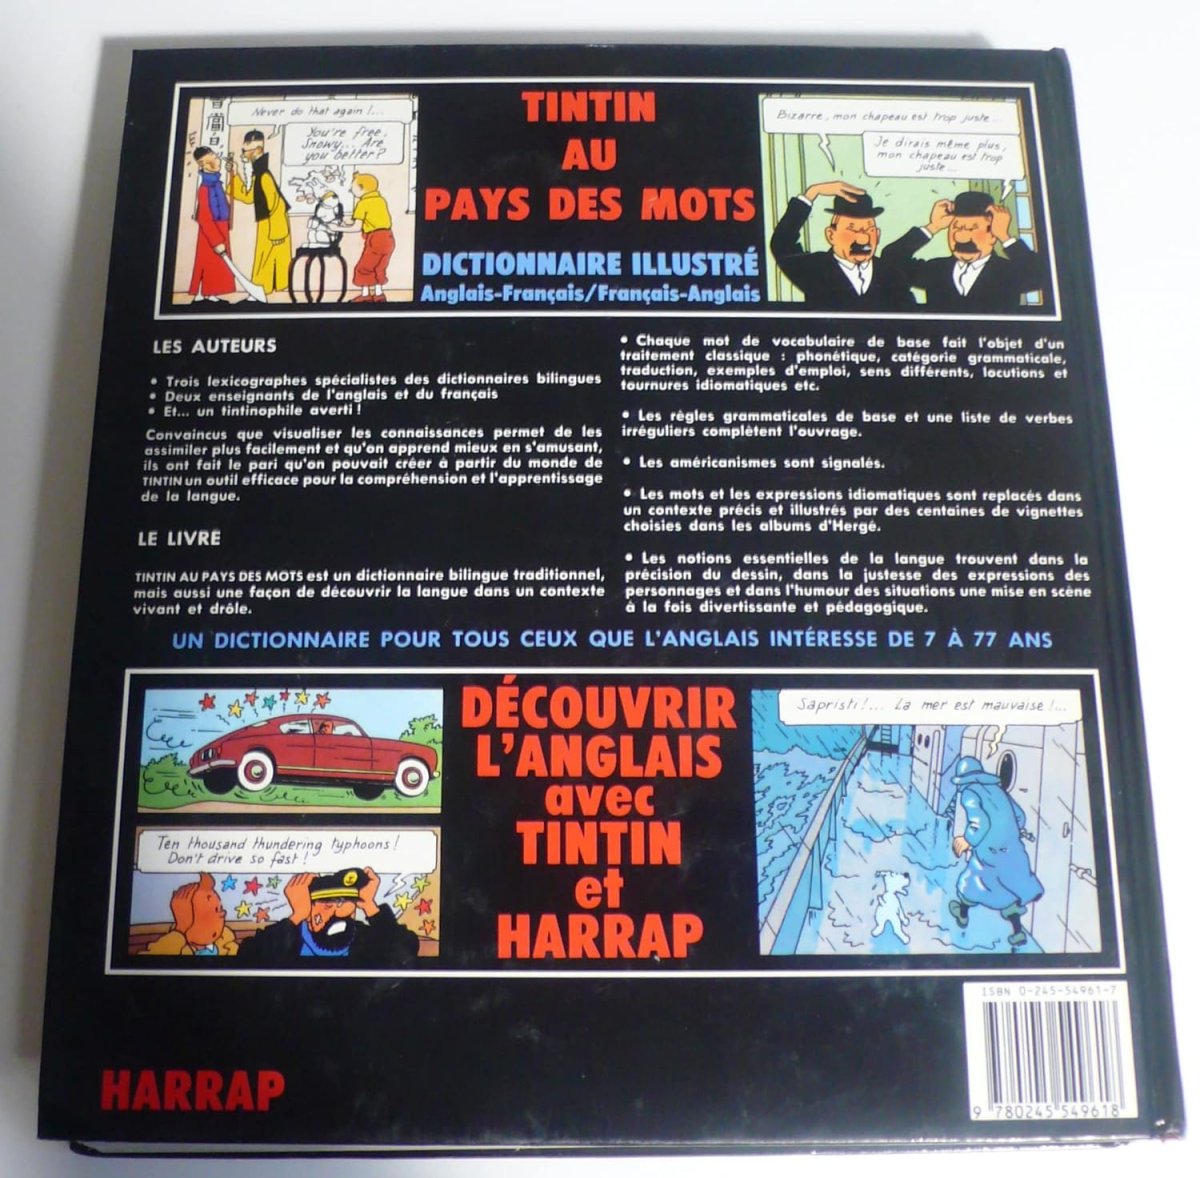 Never do that again!...
You're free,
Snowy... Are
you better?
TINTIN
AU
PAYS DES MOTS
DICTIONNAIRE ILLUSTRÉ
Anglais-Français/Français-Anglais
Bizarre, mon chapeau est trop juste...
Je dirais même plus,
mon chapeau est trop
juste...
LES AUTEURS
• Trois lexicographes spécialistes des dictionnaires bilingues
• Deux enseignants de l'anglais et du français
• Et... un tintinophile averti!
Convaincus que visualiser les connaissances permet de les
assimiler plus facilement et qu'on apprend mieux en s'amusant,
ils ont fait le pari qu'on pouvait créer à partir du monde de
TINTIN un outil efficace pour la compréhension et l'apprentissage
de la langue.
LE LIVRE
TINTIN AU PAYS DES MOTS est un dictionnaire bilingue traditionnel,
mais aussi une façon de découvrir la langue dans un contexte
vivant et drôle.
• Chaque mot de vocabulaire de base fait l'objet d'un
traitement classique : phonétique, catégorie grammaticale,
traduction, exemples d'emploi, sens différents, locutions et
tournures idiomatiques etc.
• Les règles grammaticales de base et une liste de verbes
irréguliers complètent l'ouvrage.
• Les américanismes sont signalés.
• Les mots et les expressions idiomatiques sont replacés dans
un contexte précis et illustrés par des centaines de vignettes
choisies dans les albums d'Hergé.
• Les notions essentielles de la langue trouvent dans la
précision du dessin, dans la justesse des expressions des
personnages et dans l'humour des situations une mise en scène
à la fois divertissante et pédagogique.
UN DICTIONNAIRE POUR TOUS CEUX QUE L'ANGLAIS INTÉRESSE DE 7 À 77 ANS
Ten thousand thundering typhoons!
Don't drive so fast!
DÉCOUVRIR
L'ANGLAIS
avec
TINTIN
et
HARRAP
Sapristi!... La mer est mauvaise!...
HARRAP
ISBN 0-245-54961-7
9 780245 549618